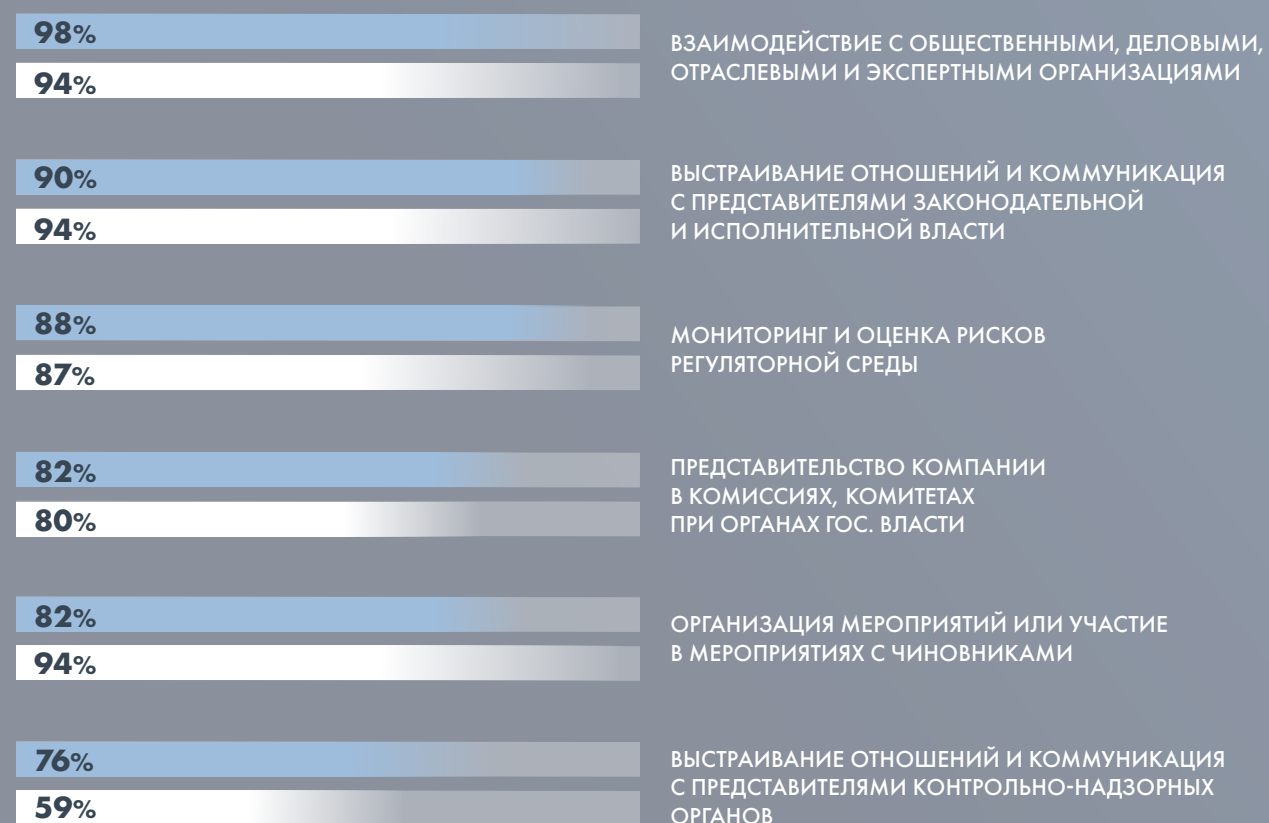 98%
94%
ВЗАИМОДЕЙСТВИЕ С ОБЩЕСТВЕННЫМИ, ДЕЛОВЫМИ,
ОТРАСЛЕВЫМИ И ЭКСПЕРТНЫМИ ОРГАНИЗАЦИЯМИ
90%
94%
ВЫСТРАИВАНИЕ ОТНОШЕНИЙ И КОММУНИКАЦИЯ
С ПРЕДСТАВИТЕЛЯМИ ЗАКОНОДАТЕЛЬНОЙ
И ИСПОЛНИТЕЛЬНОЙ ВЛАСТИ
88%
87%
МОНИТОРИНГ И ОЦЕНКА РИСКОВ
РЕГУЛЯТОРНОЙ СРЕДЫ
82%
80%
ПРЕДСТАВИТЕЛЬСТВО КОМПАНИИ
В КОМИССИЯХ, КОМИТЕТАХ
ПРИ ОРГАНАХ ГОС. ВЛАСТИ
82%
94%
ОРГАНИЗАЦИЯ МЕРОПРИЯТИЙ ИЛИ УЧАСТИЕ
В МЕРОПРИЯТИЯХ С ЧИНОВНИКАМИ
76%
59%
ВЫСТРАИВАНИЕ ОТНОШЕНИЙ И КОММУНИКАЦИЯ
С ПРЕДСТАВИТЕЛЯМИ КОНТРОЛЬНО-НАДЗОРНЫХ
ОРГАНОВ